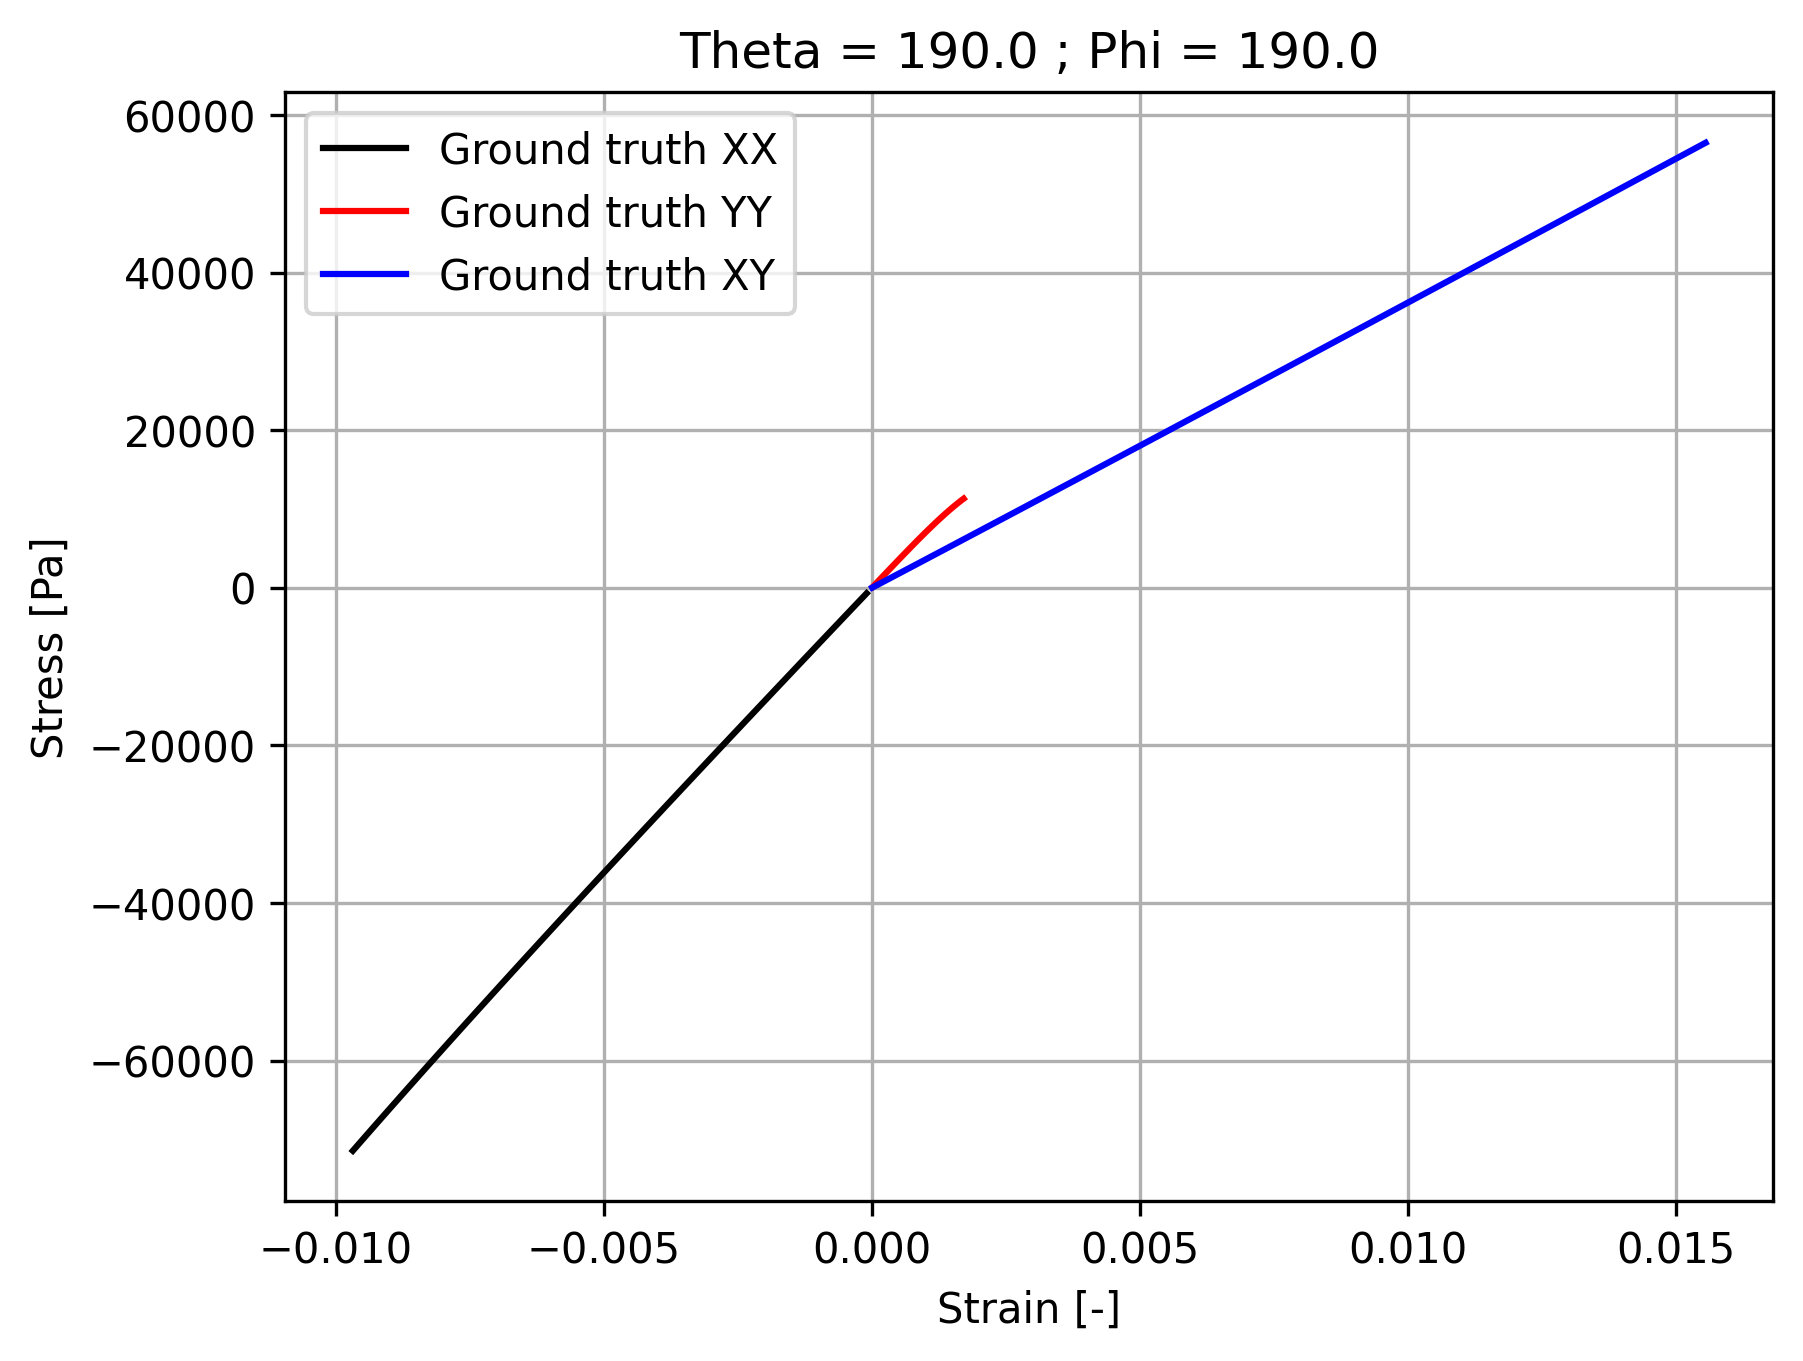 Theta = 190.0 ; Phi = 190.0
Ground truth XX
Ground truth YY
Ground truth XY
60000
40000
20000
0
−20000
−40000
−60000
Stress [Pa]
−0.010
−0.005
0.000
0.005
0.010
0.015
Strain [-]